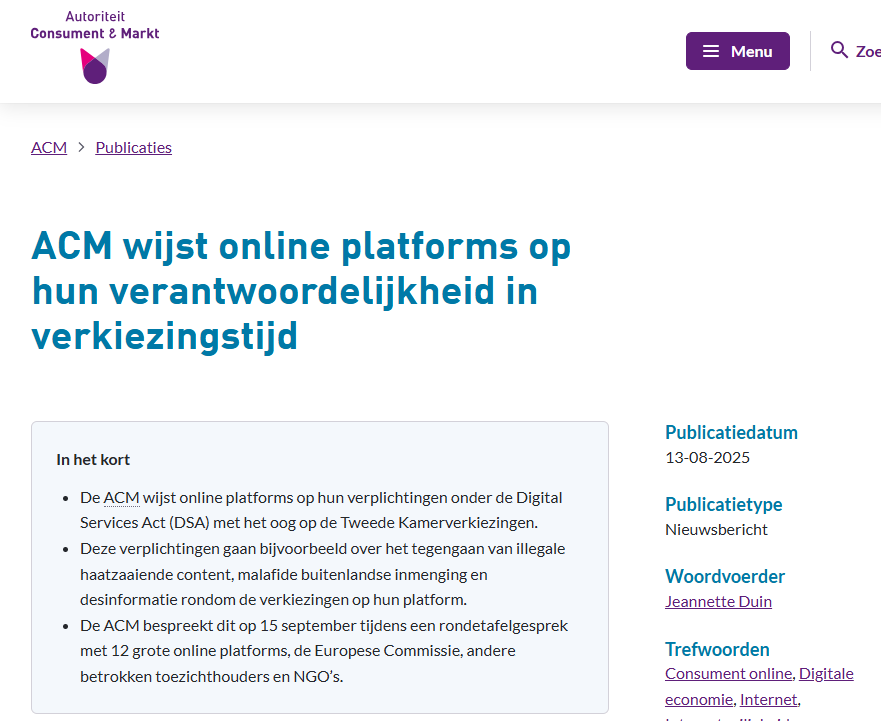 Autoriteit
Consument & Markt
Menu
ACM > Publicaties
ACM wijst online platforms op
hun verantwoordelijkheid in
verkiezingstijd
In het kort
• De ACM wijst online platforms op hun verplichtingen onder de Digital
Services Act (DSA) met het oog op de Tweede Kamerverkiezingen.
• Deze verplichtingen gaan bijvoorbeeld over het tegengaan van illegale
haatzaaiende content, malafide buitenlandse inmenging en
desinformatie rondom de verkiezingen op hun platform.
• De ACM bespreekt dit op 15 september tijdens een rondetafelgesprek
met 12 grote online platforms, de Europese Commissie, andere
betrokken toezichthouders en NGO’s.
Publicatiedatum
13-08-2025
Publicatietype
Nieuwsbericht
Woordvoerder
Jeannette Duin
Trefwoorden
Consument online, Digitale
economie, Internet,